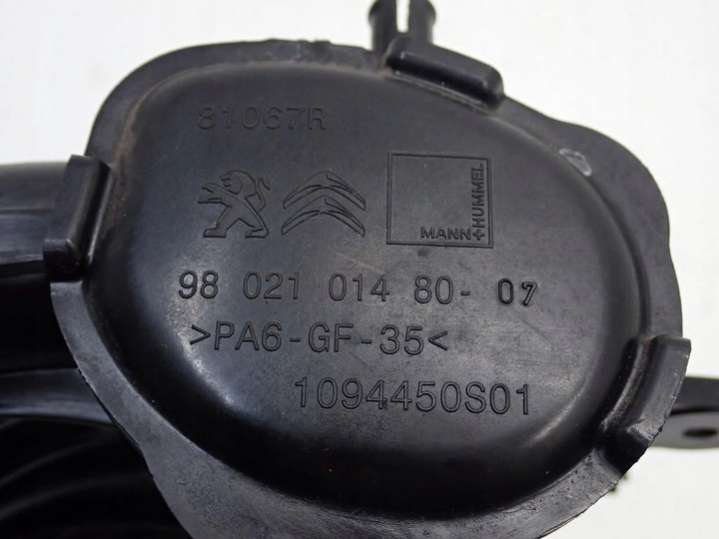 81067R
MANN+HUMMEL
98 021 014 80- 07
>PA6-GF-35<
1094450S01